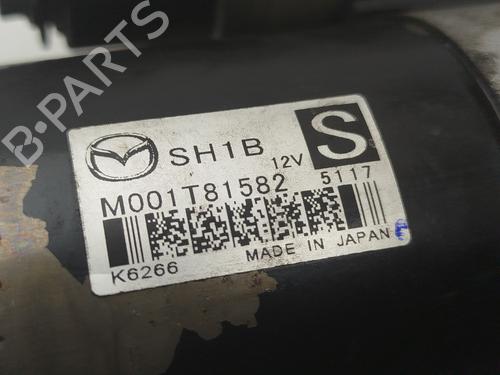 B-PARTS
SH1B 12V S
M001T81582 5117
K6266 MADE IN JAPAN